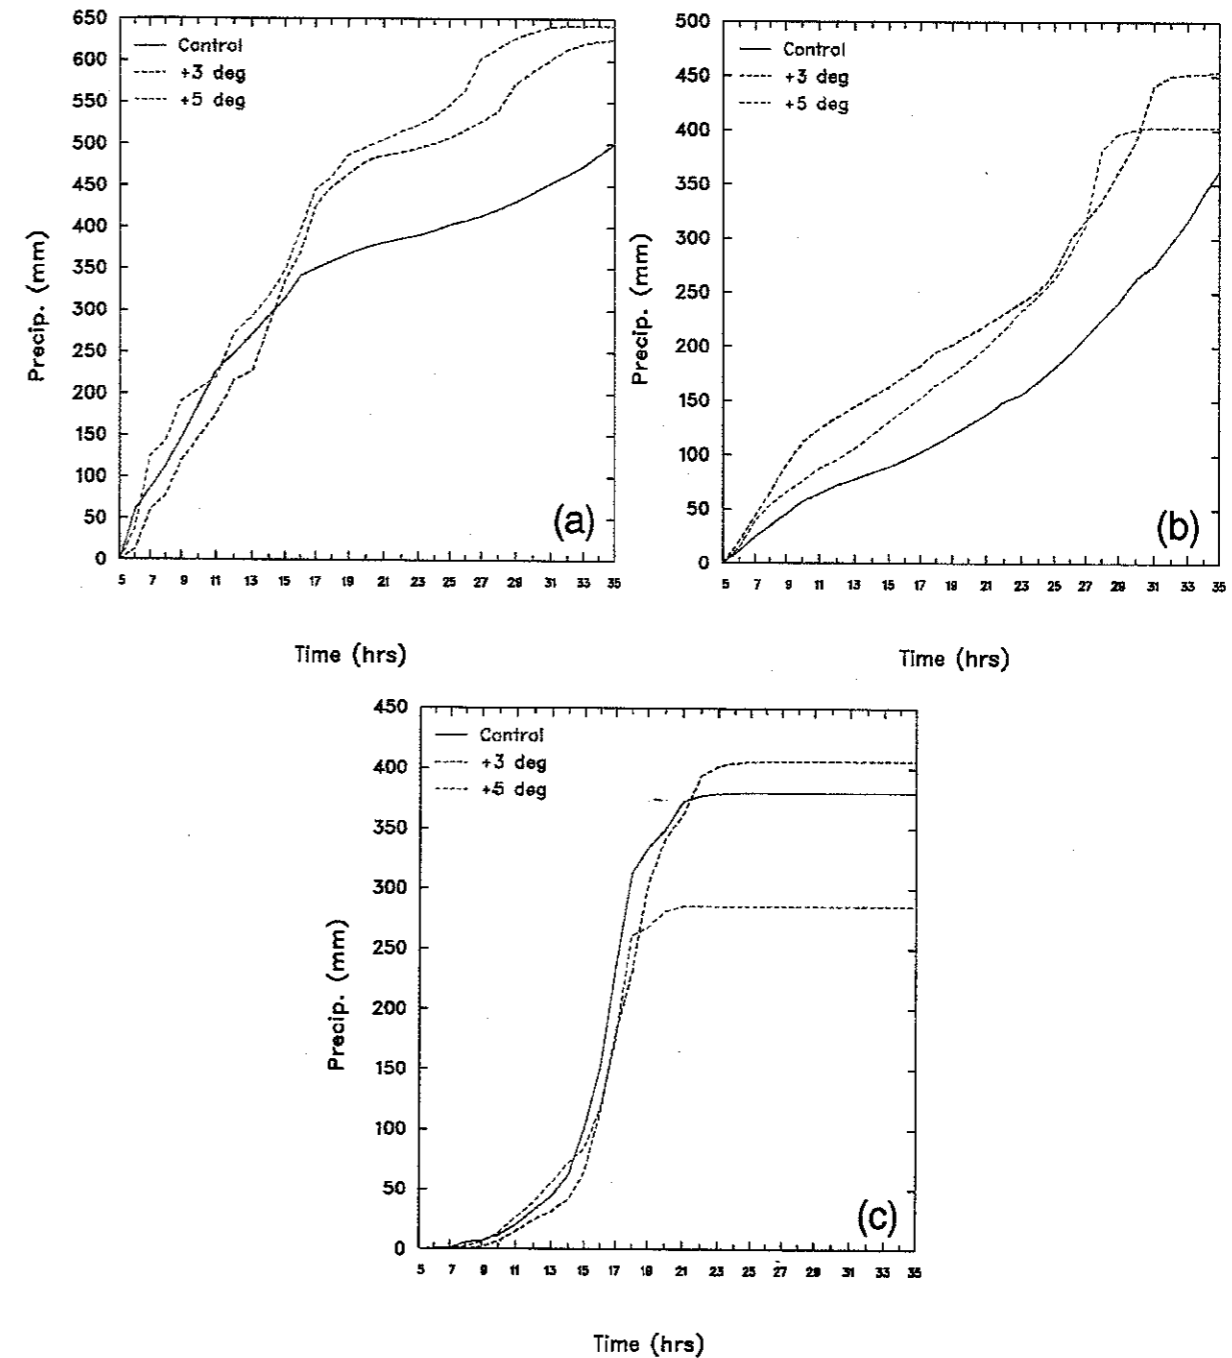 650
600
550
500
450
400
350
300
250
200
150
100
50
0
Precip. (mm)
Control
+3 deg
+5 deg
(a)
5 7 9 11 13 15 17 19 21 23 25 27 29 31 33 35
Time (hrs)
500
450
400
350
300
250
200
150
100
50
0
Precip. (mm)
Control
+3 deg
+5 deg
(b)
5 7 9 11 13 15 17 19 21 23 25 27 29 31 33 35
Time (hrs)
450
400
350
300
250
200
150
100
50
0
Precip. (mm)
Control
+3 deg
+5 deg
(c)
5 7 9 11 13 15 17 19 21 23 25 27 29 31 33 35
Time (hrs)